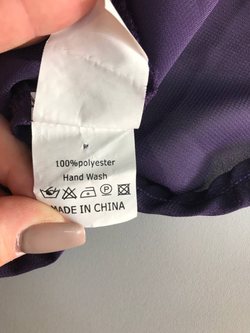 100%polyester
Hand Wash
MADE IN CHINA